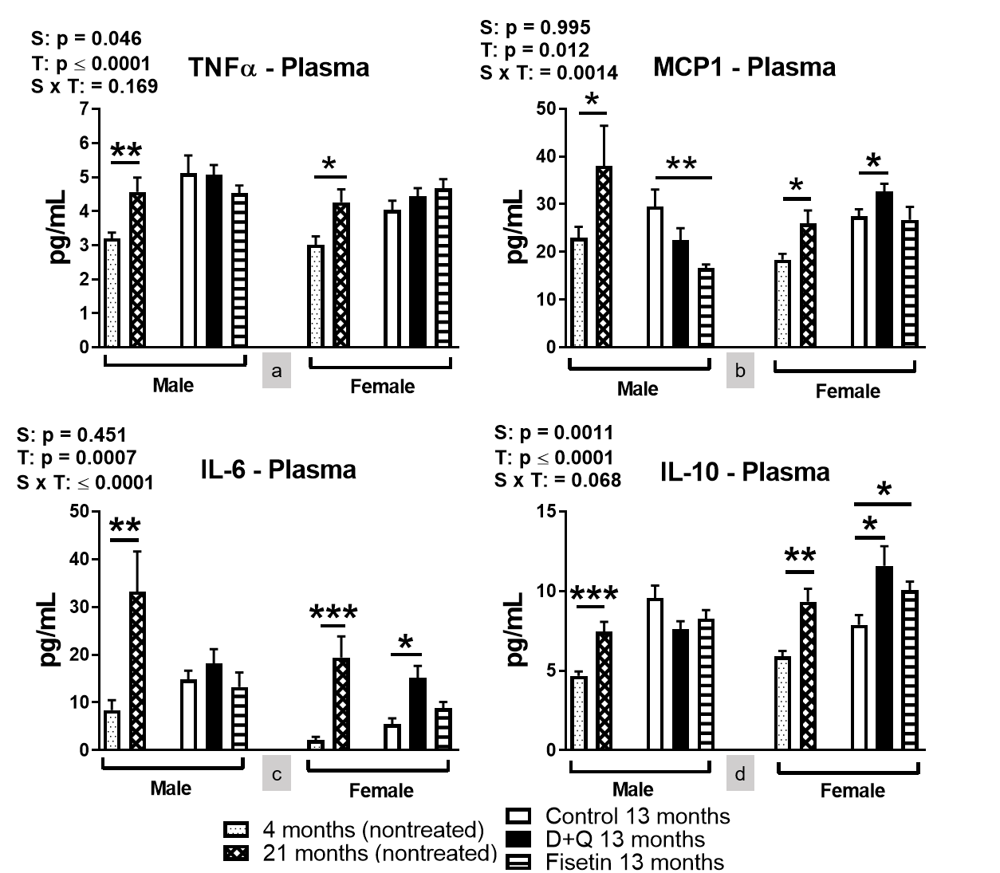 S: p = 0.046
T: p ≤ 0.0001
S x T: = 0.169
TNFα - Plasma
**
*
7
6
5
4
3
2
1
0
pg/mL
Male
a
Female
S: p = 0.995
T: p = 0.012
S x T: = 0.0014
MCP1 - Plasma
*
**
*
*
50
40
30
20
10
0
pg/mL
Male
b
Female
S: p = 0.451
T: p = 0.0007
S x T: ≤ 0.0001
IL-6 - Plasma
**
***
*
50
40
30
20
10
0
pg/mL
Male
c
Female
S: p = 0.0011
T: p ≤ 0.0001
S x T: = 0.068
IL-10 - Plasma
***
**
*
*
15
10
5
0
pg/mL
Male
d
Female
4 months (nontreated)
21 months (nontreated)
Control 13 months
D+Q 13 months
Fisetin 13 months